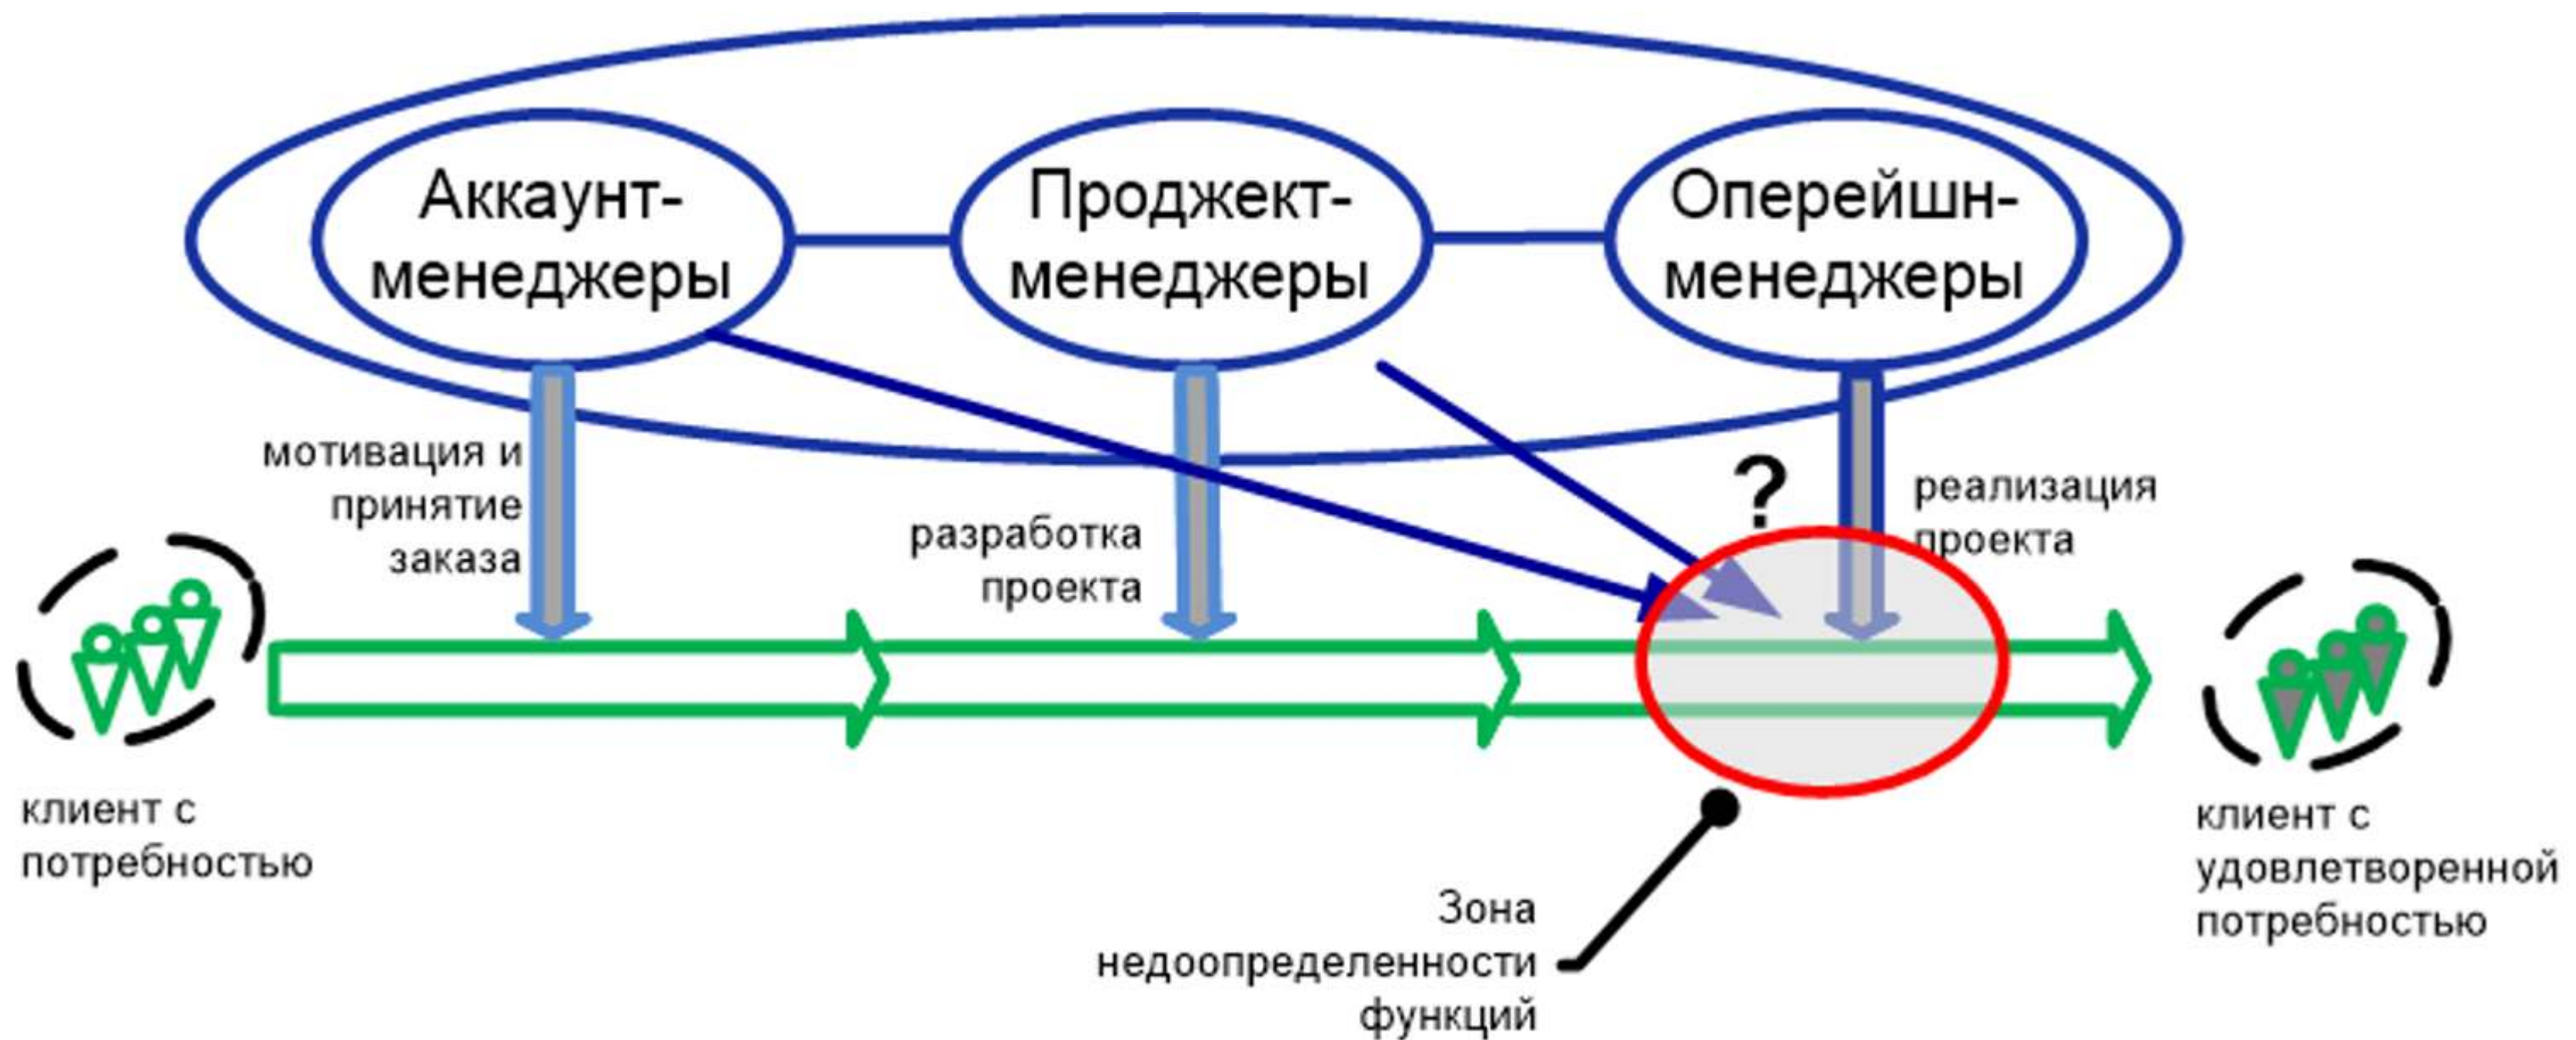 Аккаунт-
менеджеры
Проджект-
менеджеры
Оперейшн-
менеджеры
мотивация и
принятие
заказа
разработка
проекта
?
реализация
проекта
клиент с
потребностью
Зона
недоопределенности
функций
клиент с
удовлетворенной
потребностью